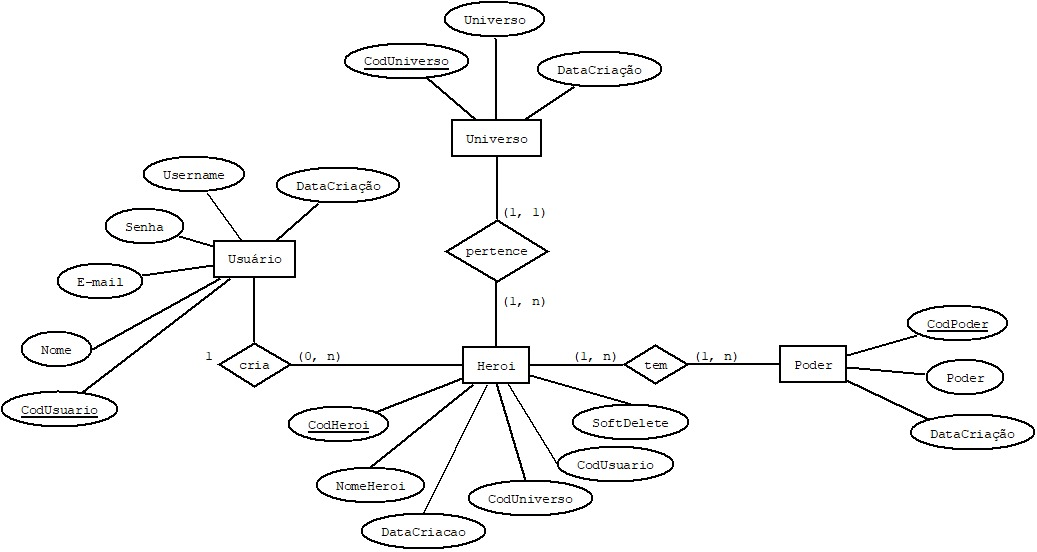 Universo
CodUniverso
DataCriação
Universo
Username
DataCriação
Senha
(1, 1)
Usuário
pertence
E-mail
(1, n)
CodPoder
Nome
1
cria
(0, n)
Heroi
(1, n)
tem
(1, n)
Poder
Poder
CodUsuario
CodHeroi
SoftDelete
DataCriação
CodUsuario
NomeHeroi
CodUniverso
DataCriacao